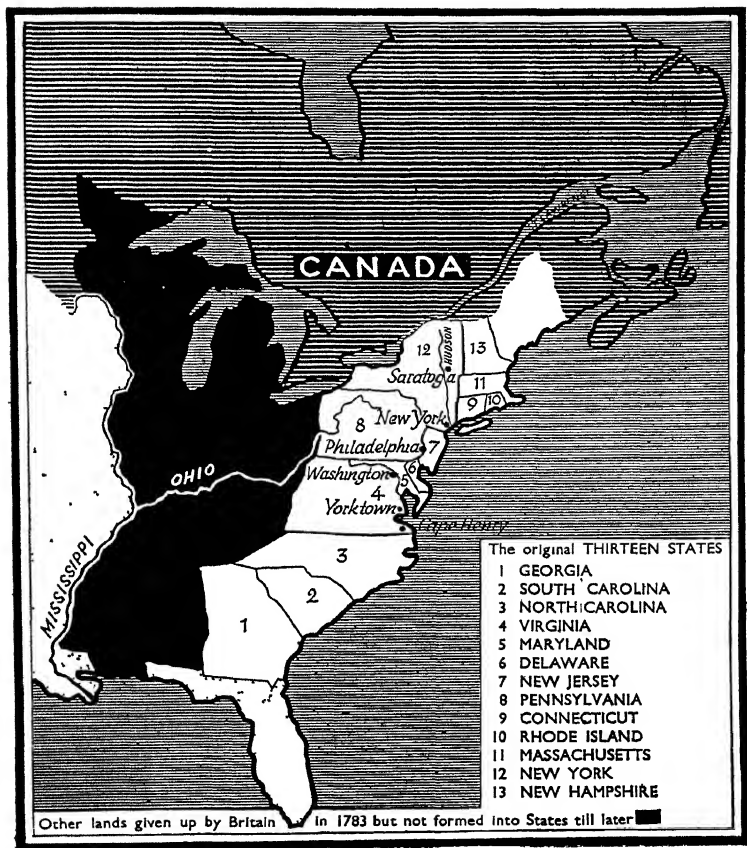 CANADA
12
HUDSON
13
Saratoga
11
9
10
8
New York
Philadelphia
7
Washington
6
5
OHIO
4
Yorktown
Cape Henry
3
MISSISSIPPI
2
1
The original THIRTEEN STATES
1 GEORGIA
2 SOUTH CAROLINA
3 NORTH CAROLINA
4 VIRGINIA
5 MARYLAND
6 DELAWARE
7 NEW JERSEY
8 PENNSYLVANIA
9 CONNECTICUT
10 RHODE ISLAND
11 MASSACHUSETTS
12 NEW YORK
13 NEW HAMPSHIRE
Other lands given up by Britain in 1783 but not formed into States till later